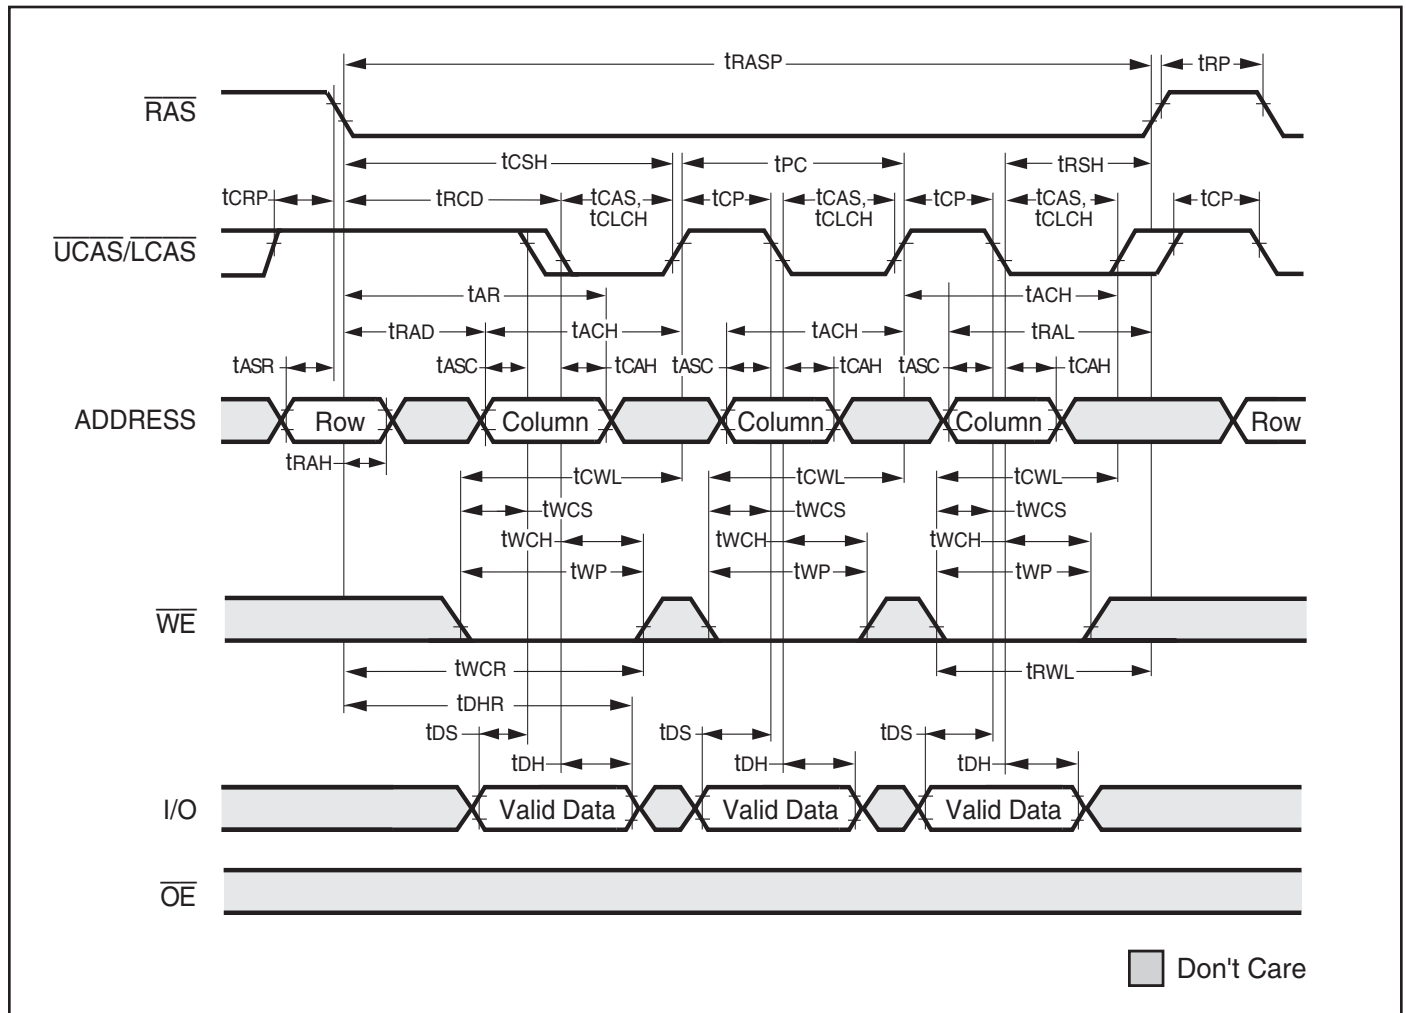 tRASP tRP
RAS
tCSH tPC tRSH
tCRP tRCD tCAS, tCLCH tCP tCAS, tCLCH tCP tCAS, tCLCH tCP
UCAS/LCAS
tAR tACH
tRAD tACH tACH tRAL
tASR tASC tCAH tASC tCAH tASC tCAH
ADDRESS Row Column Column Column Row
tRAH
tCWL tCWL tCWL
tWCS tWCS tWCS
tWCH tWCH tWCH
tWP tWP tWP
WE
tWCR tRWL
tDHR
tDS tDS tDS
tDH tDH tDH
I/O Valid Data Valid Data Valid Data
OE
Don't Care